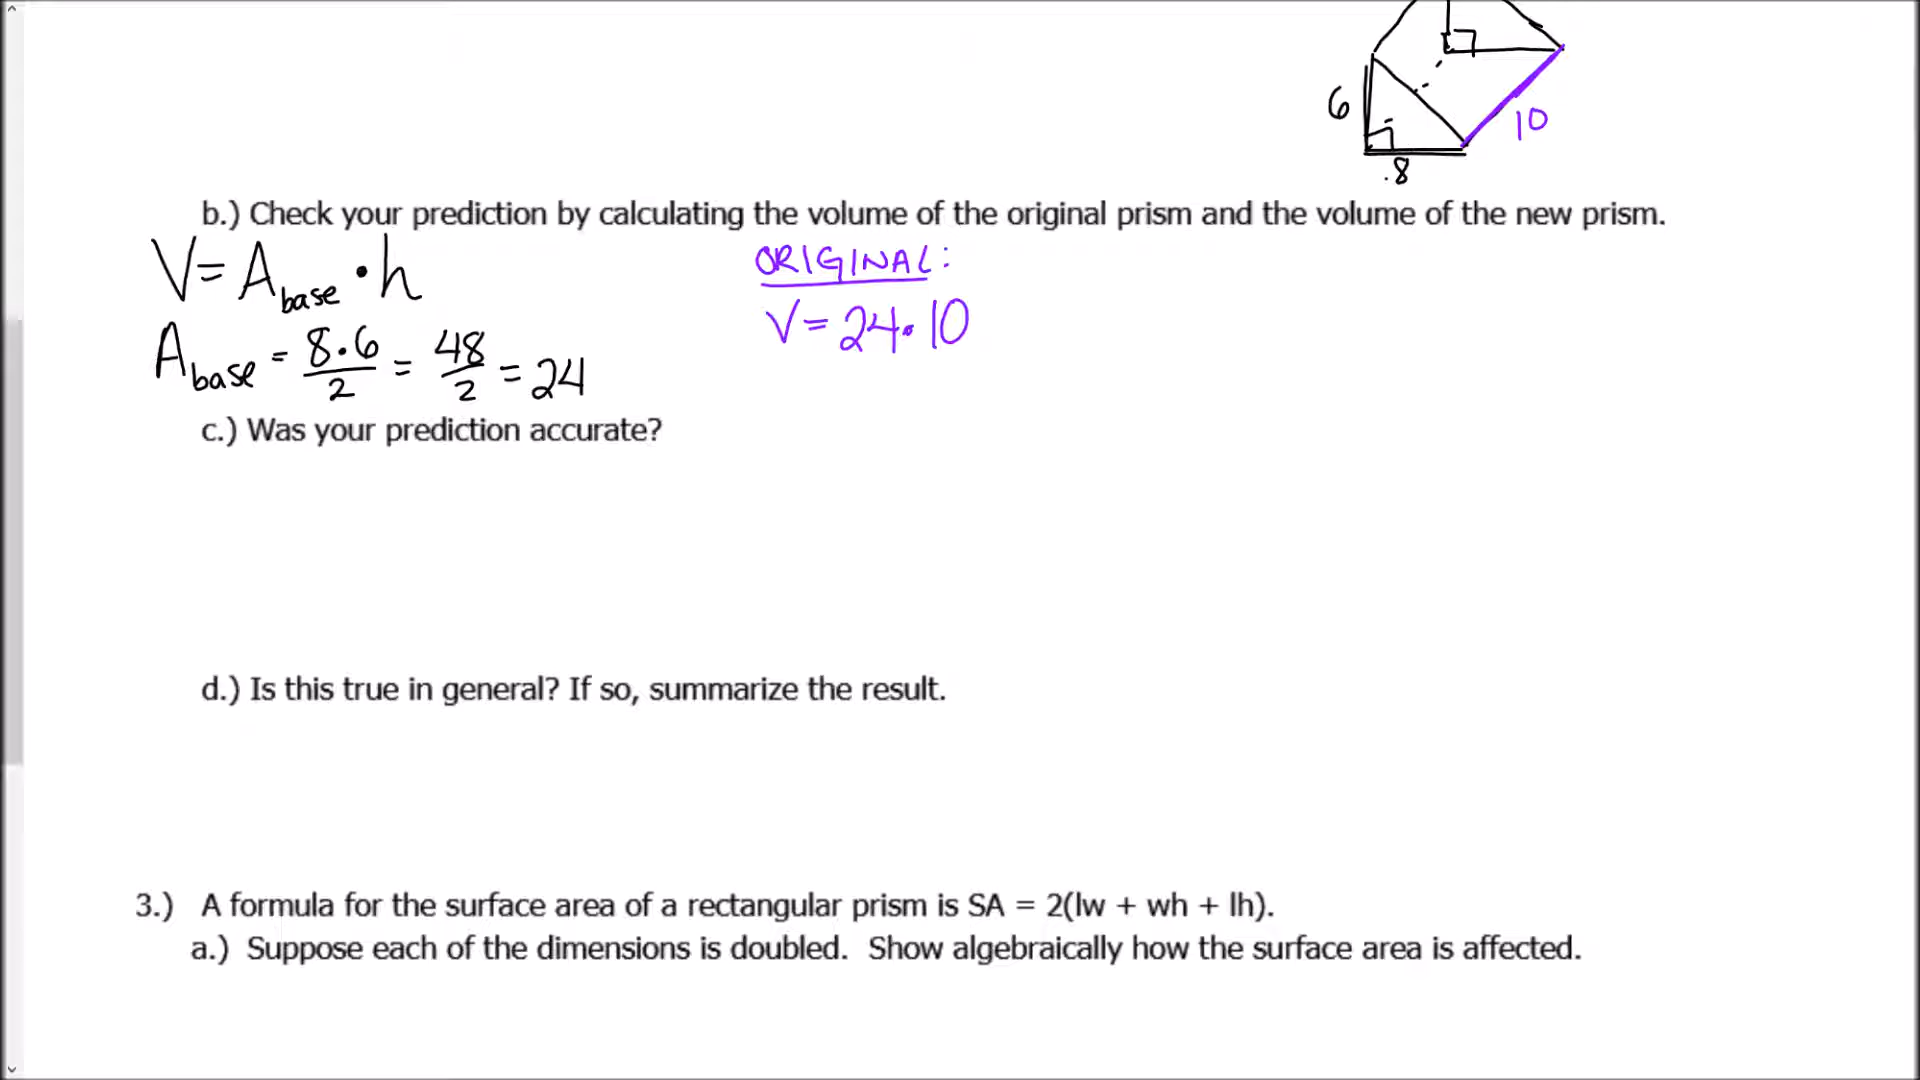 6
10
.8
b.) Check your prediction by calculating the volume of the original prism and the volume of the new prism.
V = A base • h
ORIGINAL:
V = 24 • 10
A base = 8•6/2 = 48/2 = 24
c.) Was your prediction accurate?
d.) Is this true in general? If so, summarize the result.
3.) A formula for the surface area of a rectangular prism is SA = 2(lw + wh + lh).
a.) Suppose each of the dimensions is doubled. Show algebraically how the surface area is affected.